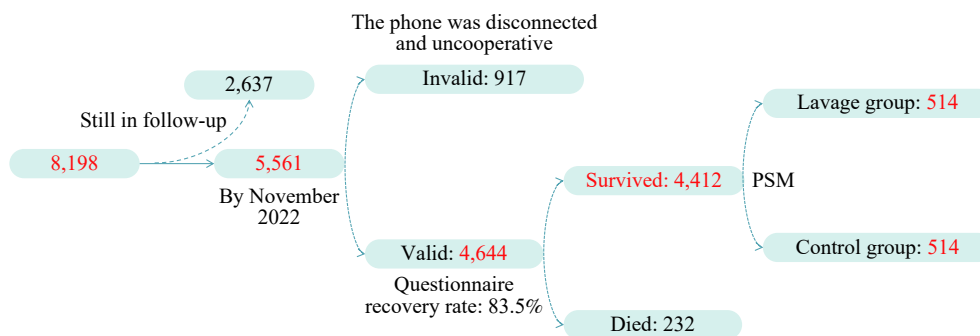 The phone was disconnected
and uncooperative
2,637
Invalid: 917
Still in follow-up
Lavage group: 514
8,198
5,561
By November
2022
Survived: 4,412
PSM
Valid: 4,644
Questionnaire
recovery rate: 83.5%
Control group: 514
Died: 232